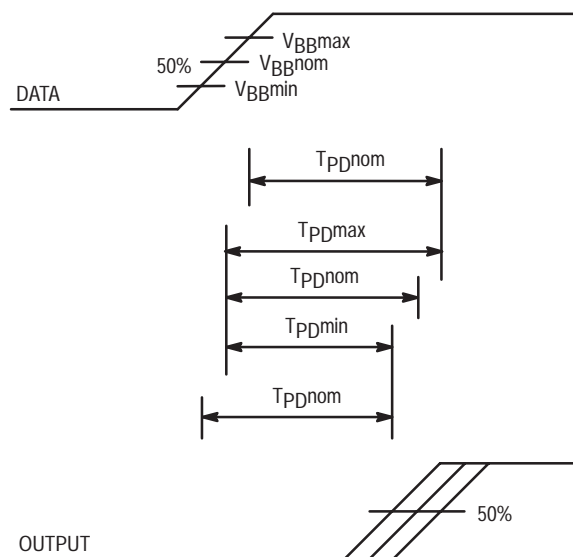 VBBmax
50% VBBnom
VBBmin
DATA
TPDnom
TPDmax
TPDnom
TPDmin
TPDnom
50%
OUTPUT